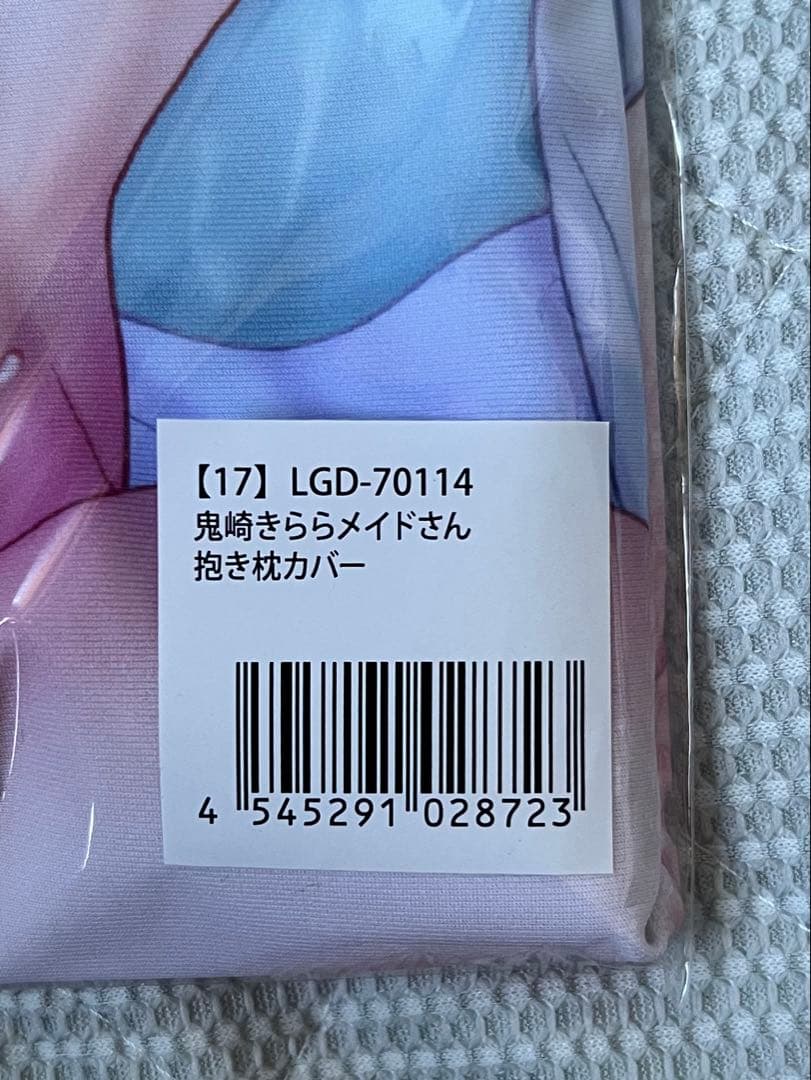 【17】 LGD-70114
鬼崎きららメイドさん
抱き枕カバー
4 545291 028723